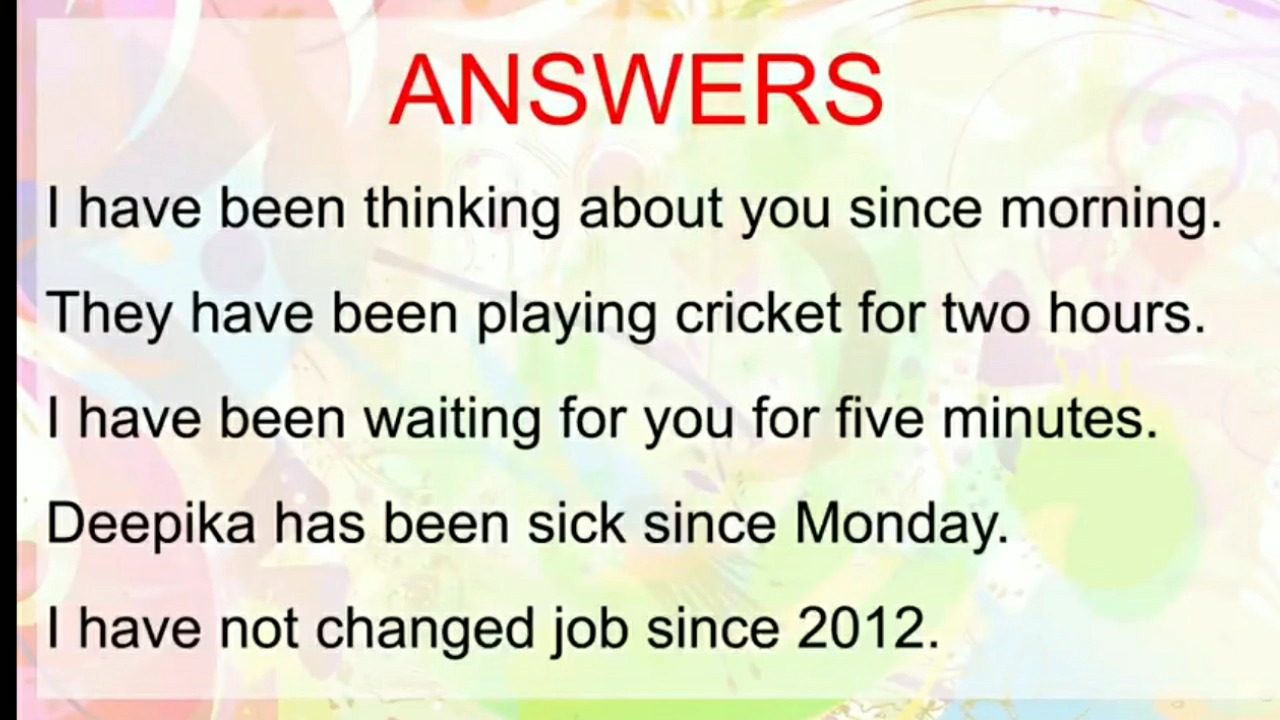 ANSWERS
I have been thinking about you since morning.
They have been playing cricket for two hours.
I have been waiting for you for five minutes.
Deepika has been sick since Monday.
I have not changed job since 2012.